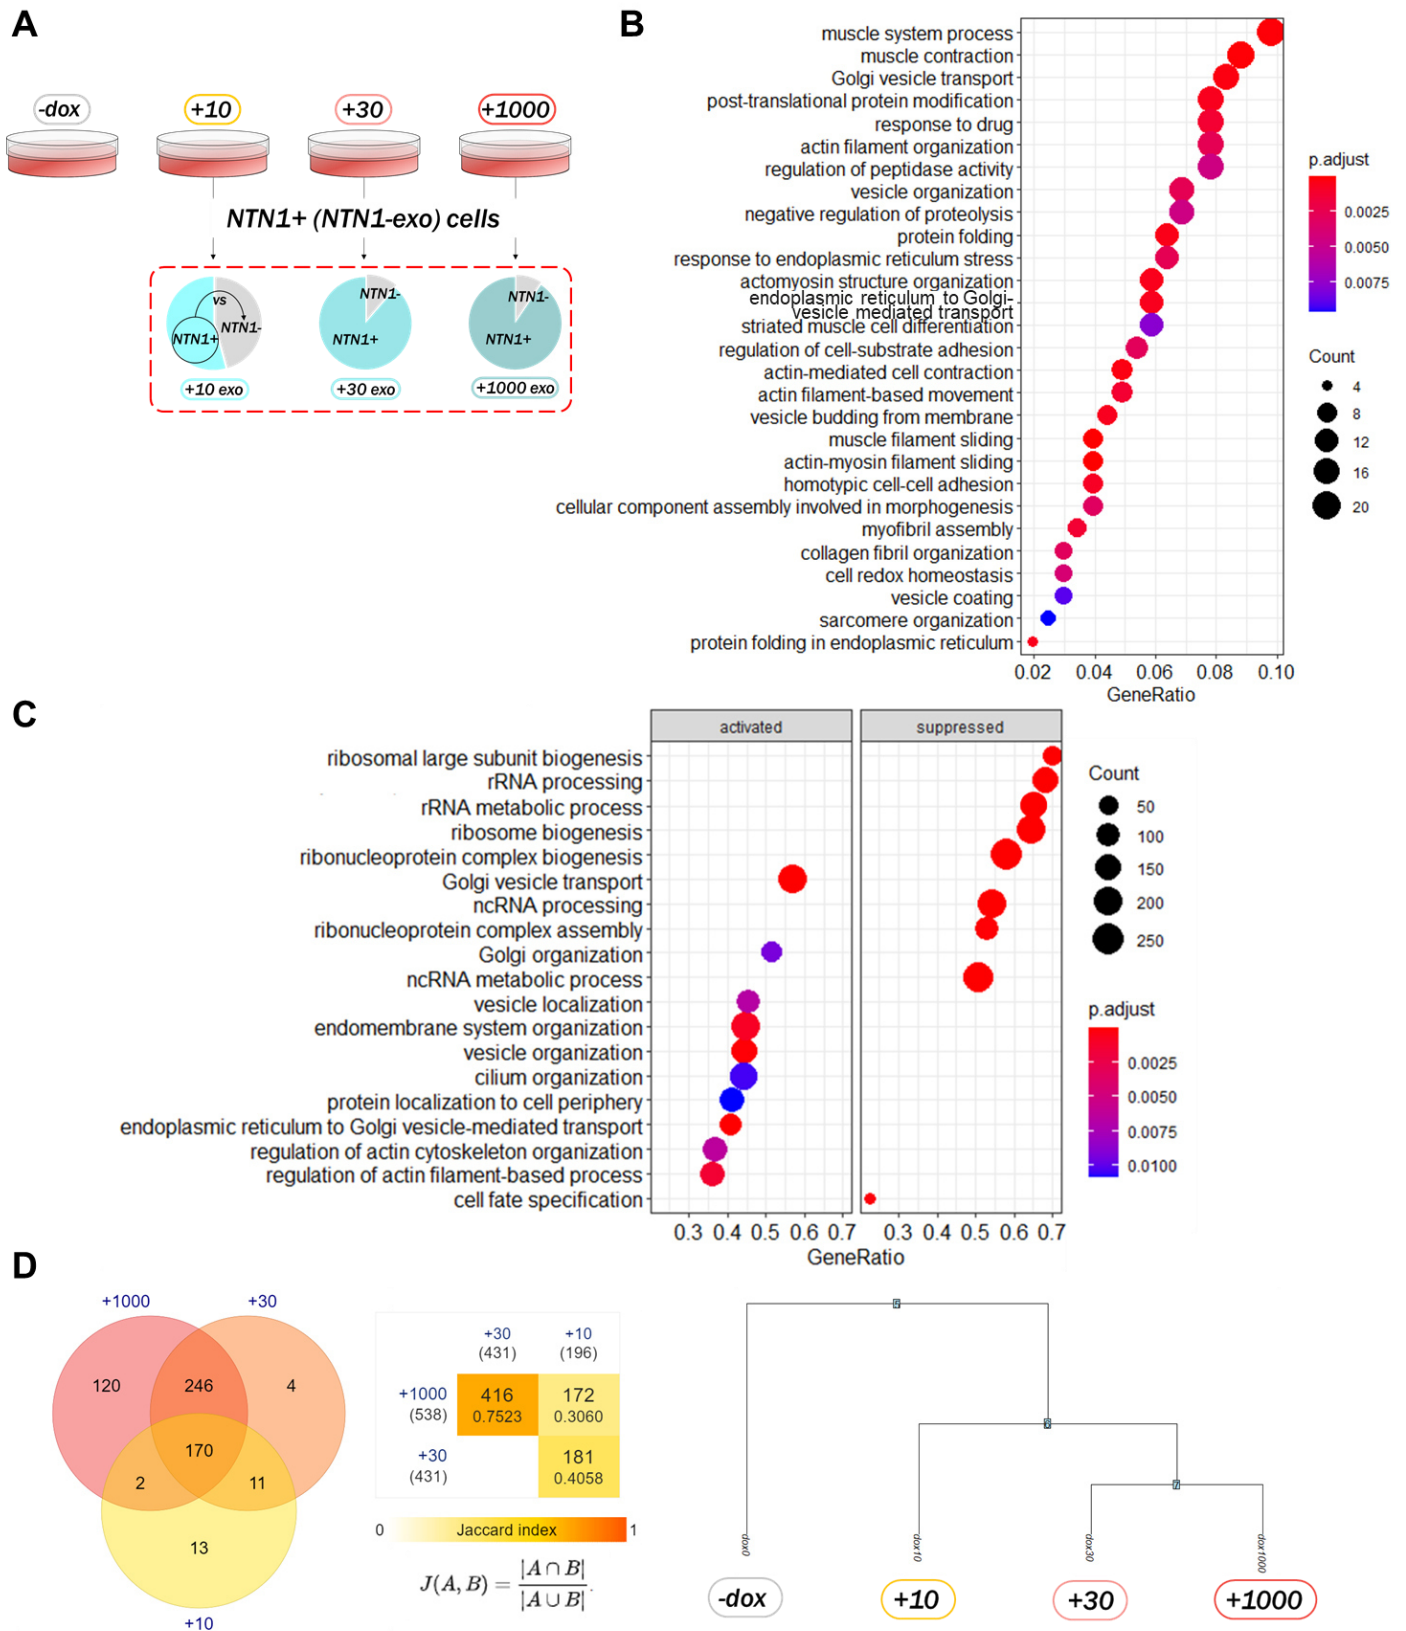 A
-dox
+10
+30
+1000
NTN1+ (NTN1-exo) cells
vs
NTN1+
NTN1-
NTN1-
NTN1+
NTN1-
NTN1+
+10 exo
+30 exo
+1000 exo
B
muscle system process
muscle contraction
Golgi vesicle transport
post-translational protein modification
response to drug
actin filament organization
regulation of peptidase activity
vesicle organization
negative regulation of proteolysis
protein folding
response to endoplasmic reticulum stress
actomyosin structure organization
endoplasmic reticulum to Golgi-
vesicle mediated transport
striated muscle cell differentiation
regulation of cell-substrate adhesion
actin-mediated cell contraction
actin filament-based movement
vesicle budding from membrane
muscle filament sliding
actin-myosin filament sliding
homotypic cell-cell adhesion
cellular component assembly involved in morphogenesis
myofibril assembly
collagen fibril organization
cell redox homeostasis
vesicle coating
sarcomere organization
protein folding in endoplasmic reticulum
0.02 0.04 0.06 0.08 0.10
GeneRatio
p.adjust
0.0025
0.0050
0.0075
Count
4
8
12
16
20
C
activated
suppressed
ribosomal large subunit biogenesis
rRNA processing
rRNA metabolic process
ribosome biogenesis
ribonucleoprotein complex biogenesis
Golgi vesicle transport
ncRNA processing
ribonucleoprotein complex assembly
Golgi organization
ncRNA metabolic process
vesicle localization
endomembrane system organization
vesicle organization
cilium organization
protein localization to cell periphery
endoplasmic reticulum to Golgi vesicle-mediated transport
regulation of actin cytoskeleton organization
regulation of actin filament-based process
cell fate specification
0.3 0.4 0.5 0.6 0.7
0.3 0.4 0.5 0.6 0.7
GeneRatio
Count
50
100
150
200
250
p.adjust
0.0025
0.0050
0.0075
0.0100
D
+1000
+30
120
246
4
170
2
11
13
+10
+30 +10
(431) (196)
+1000 416 172
(538) 0.7523 0.3060
+30 181
(431) 0.4058
0 Jaccard index 1
J(A, B) = |A ∩ B| / |A ∪ B| .
dox0
dox10
dox30
dox1000
-dox
+10
+30
+1000